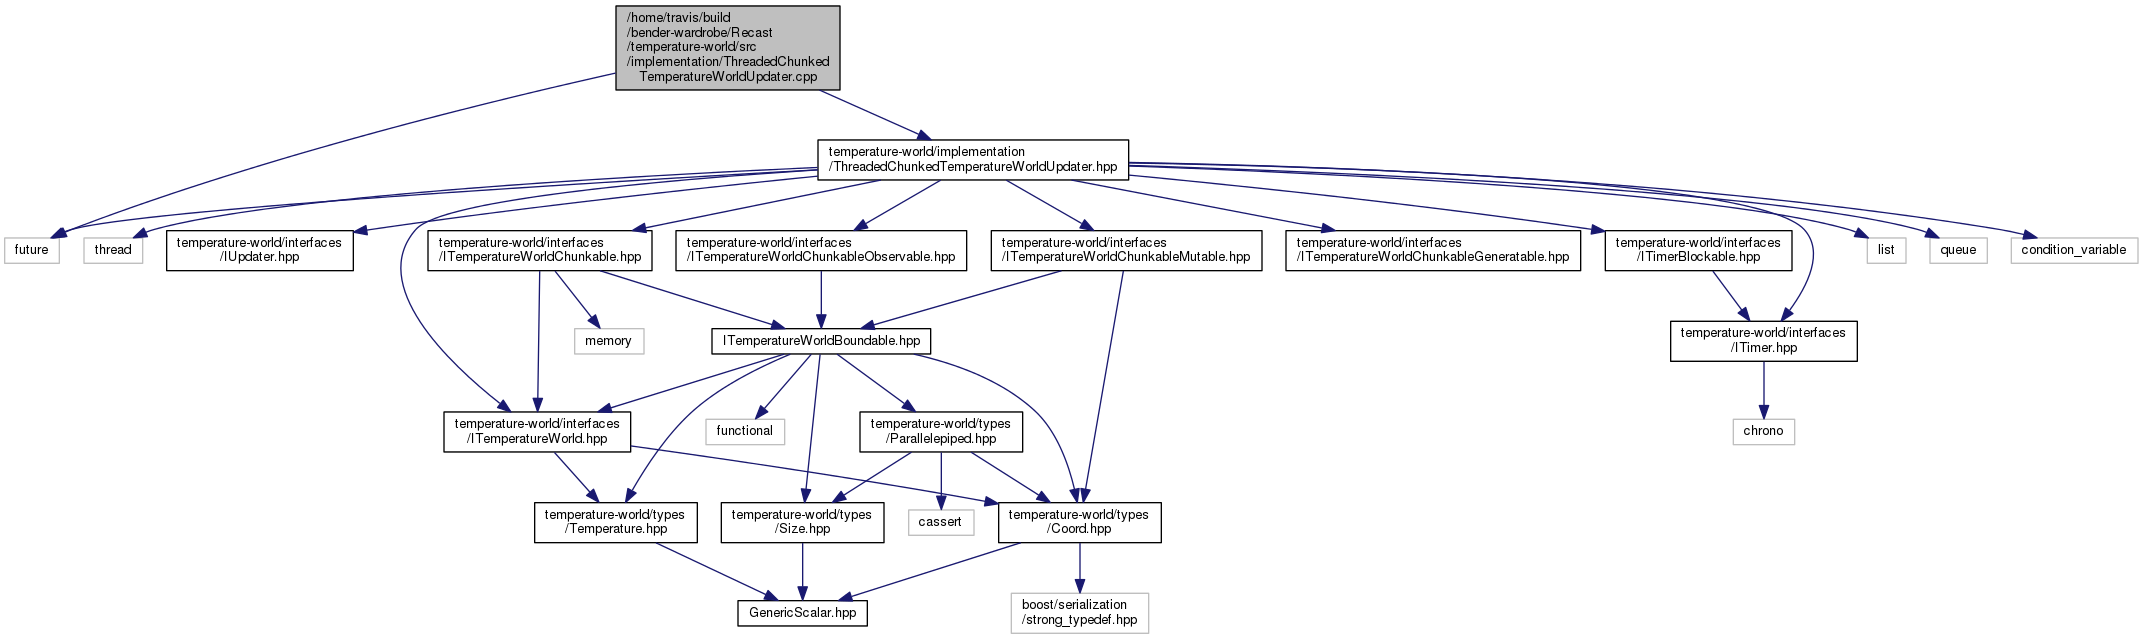 /home/travis/build
/bender-wardrobe/Recast
/temperature-world/src
/implementation/ThreadedChunked
TemperatureWorldUpdater.cpp
temperature-world/implementation
/ThreadedChunkedTemperatureWorldUpdater.hpp
future
thread
temperature-world/interfaces
/IUpdater.hpp
temperature-world/interfaces
/ITemperatureWorldChunkable.hpp
temperature-world/interfaces
/ITemperatureWorldChunkableObservable.hpp
temperature-world/interfaces
/ITemperatureWorldChunkableMutable.hpp
temperature-world/interfaces
/ITemperatureWorldChunkableGeneratable.hpp
temperature-world/interfaces
/ITimerBlockable.hpp
list
queue
condition_variable
memory
ITemperatureWorldBoundable.hpp
temperature-world/interfaces
/ITimer.hpp
temperature-world/interfaces
/ITemperatureWorld.hpp
functional
temperature-world/types
/Parallelepiped.hpp
chrono
temperature-world/types
/Temperature.hpp
temperature-world/types
/Size.hpp
cassert
temperature-world/types
/Coord.hpp
GenericScalar.hpp
boost/serialization
/strong_typedef.hpp